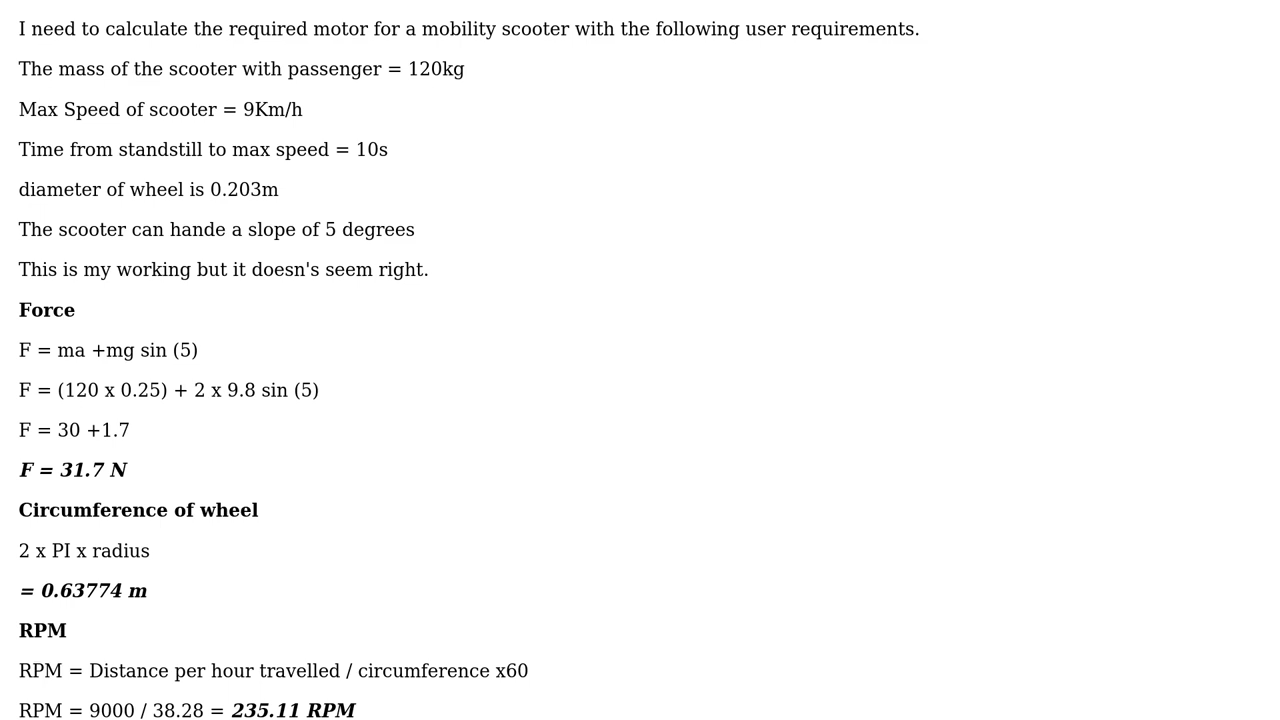 I need to calculate the required motor for a mobility scooter with the following user requirements.
The mass of the scooter with passenger = 120kg
Max Speed of scooter = 9Km/h
Time from standstill to max speed = 10s
diameter of wheel is 0.203m
The scooter can hande a slope of 5 degrees
This is my working but it doesn's seem right.
Force
F = ma +mg sin (5)
F = (120 x 0.25) + 2 x 9.8 sin (5)
F = 30 +1.7
F = 31.7 N
Circumference of wheel
2 x PI x radius
= 0.63774 m
RPM
RPM = Distance per hour travelled / circumference x60
RPM = 9000 / 38.28 = 235.11 RPM